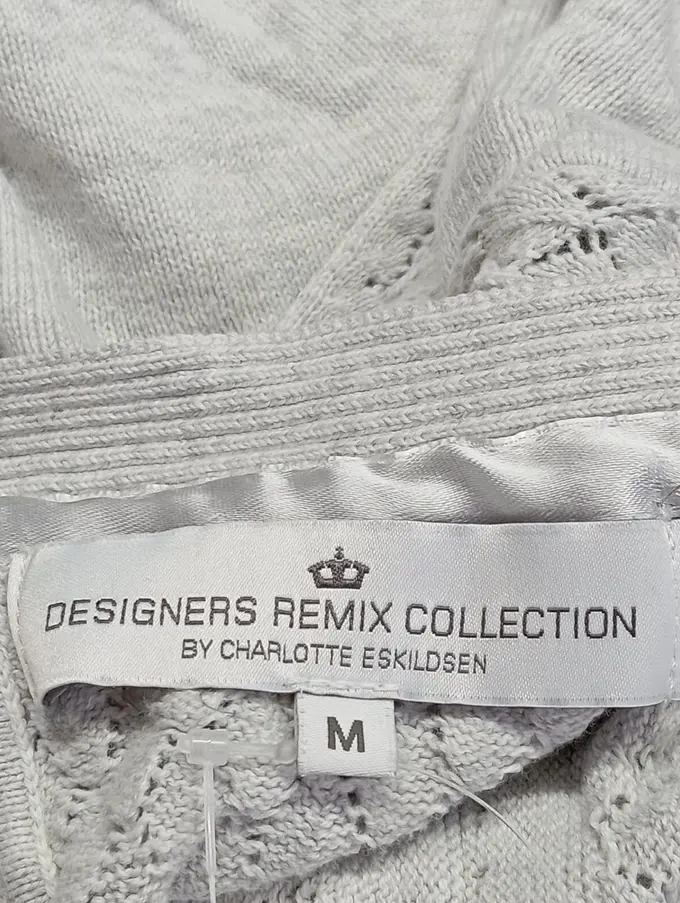 DESIGNERS REMIX COLLECTION
BY CHARLOTTE ESKILDSEN
M